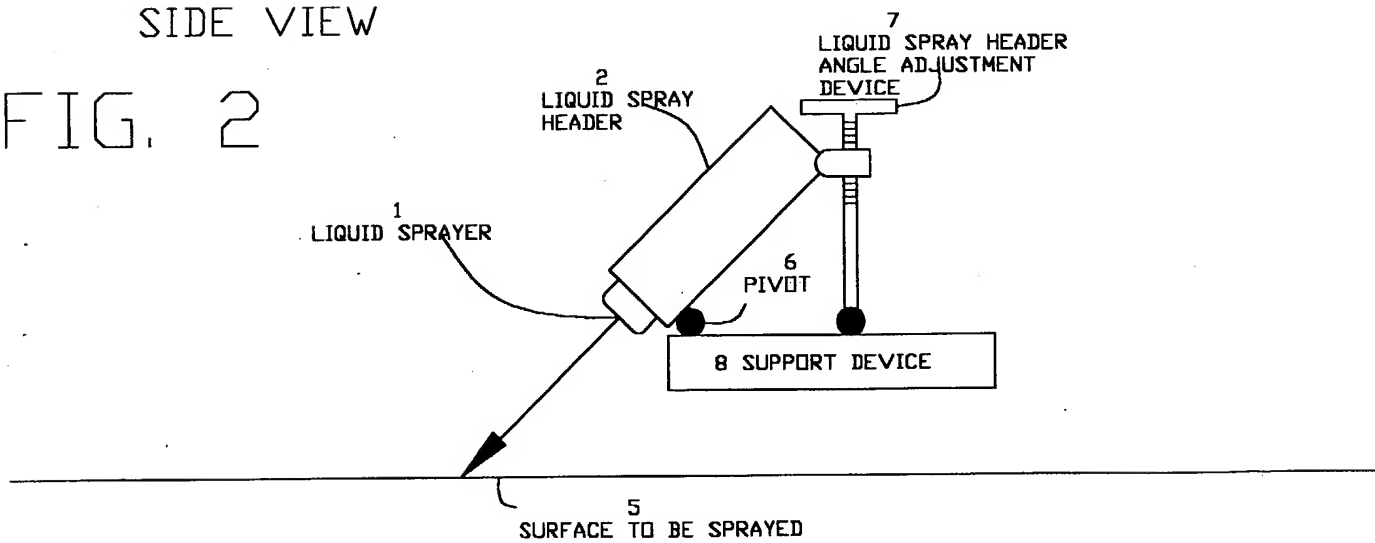 SIDE VIEW
FIG. 2
7
LIQUID SPRAY HEADER
ANGLE ADJUSTMENT
DEVICE
2
LIQUID SPRAY
HEADER
1
LIQUID SPRAYER
6
PIVOT
8 SUPPORT DEVICE
5
SURFACE TO BE SPRAYED